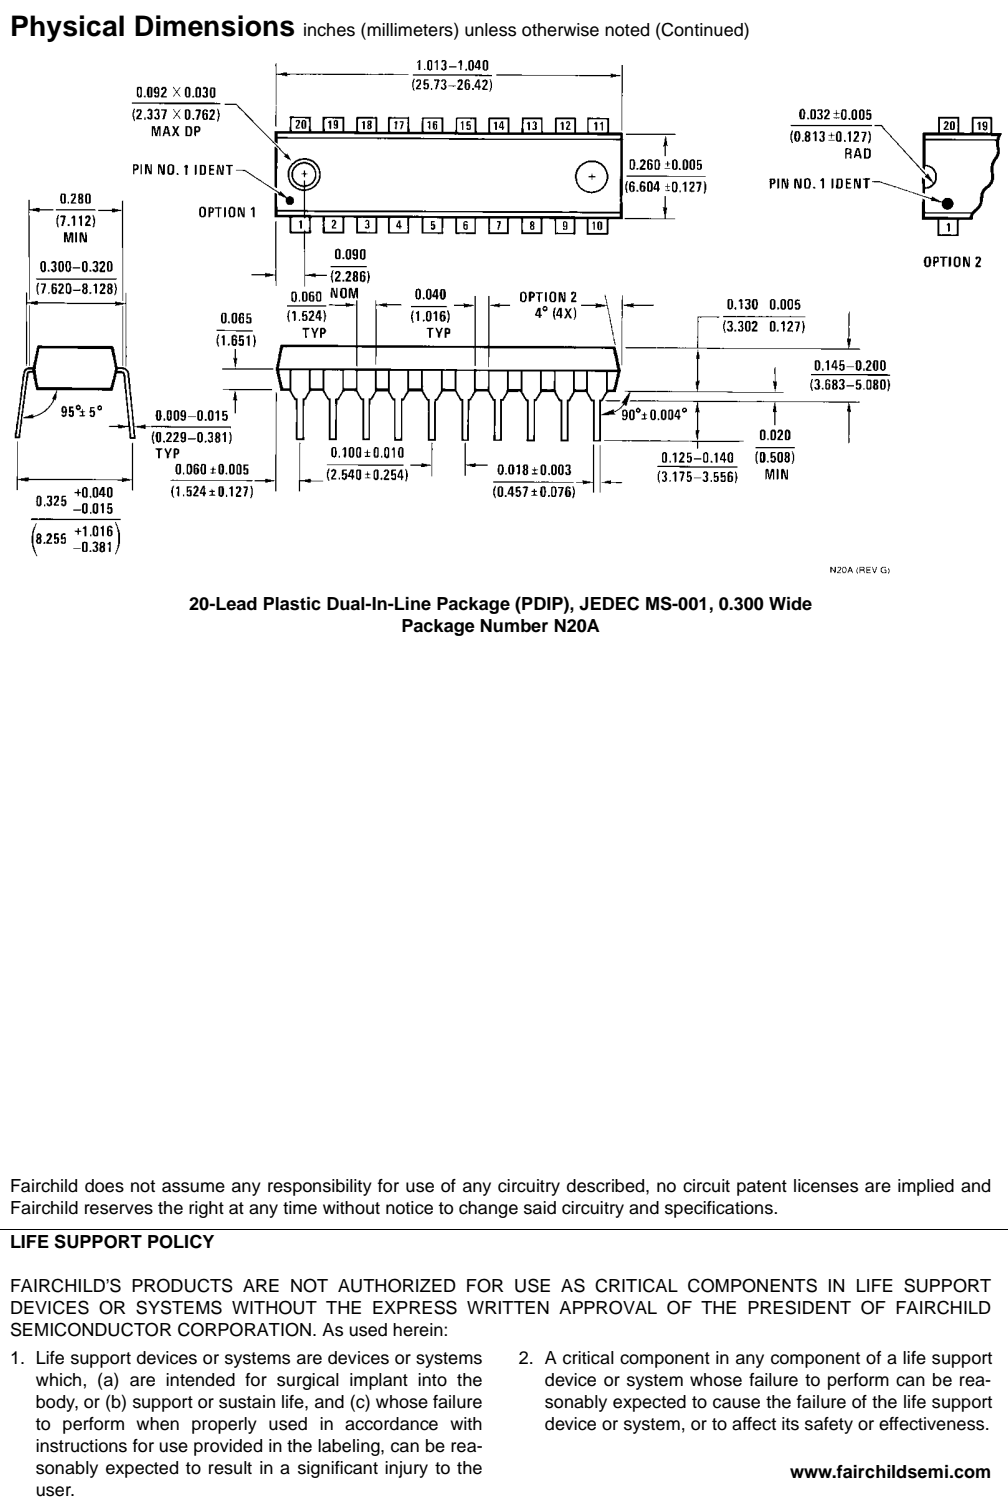 Physical Dimensions inches (millimeters) unless otherwise noted (Continued)
1.013–1.040
(25.73–26.42)
0.092 × 0.030
(2.337 × 0.762)
MAX DP
20 19 18 17 16 15 14 13 12 11
PIN NO. 1 IDENT
OPTION 1
0.260 ±0.005
(6.604 ±0.127)
1 2 3 4 5 6 7 8 9 10
0.032 ±0.005
(0.813 ±0.127)
RAD
20 19
PIN NO. 1 IDENT
1
OPTION 2
0.280
(7.112)
MIN
0.300–0.320
(7.620–8.128)
0.090
(2.286)
NOM
0.060
(1.524)
TYP
0.040
(1.016)
TYP
OPTION 2
4° (4X)
0.065
(1.651)
0.130 0.005
(3.302 0.127)
0.145–0.200
(3.683–5.080)
95°± 5°
90°± 0.004°
0.009–0.015
(0.229–0.381)
TYP
0.020
(0.508)
MIN
0.125–0.140
(3.175–3.556)
0.100 ± 0.010
(2.540 ± 0.254)
0.018 ± 0.003
(0.457 ± 0.076)
0.060 ± 0.005
(1.524 ± 0.127)
0.325 +0.040
–0.015
(8.255 +1.016
–0.381)
N20A (REV G)
20-Lead Plastic Dual-In-Line Package (PDIP), JEDEC MS-001, 0.300 Wide
Package Number N20A
Fairchild does not assume any responsibility for use of any circuitry described, no circuit patent licenses are implied and
Fairchild reserves the right at any time without notice to change said circuitry and specifications.
LIFE SUPPORT POLICY
FAIRCHILD'S PRODUCTS ARE NOT AUTHORIZED FOR USE AS CRITICAL COMPONENTS IN LIFE SUPPORT
DEVICES OR SYSTEMS WITHOUT THE EXPRESS WRITTEN APPROVAL OF THE PRESIDENT OF FAIRCHILD
SEMICONDUCTOR CORPORATION. As used herein:
1. Life support devices or systems are devices or systems
which, (a) are intended for surgical implant into the
body, or (b) support or sustain life, and (c) whose failure
to perform when properly used in accordance with
instructions for use provided in the labeling, can be rea-
sonably expected to result in a significant injury to the
user.
2. A critical component in any component of a life support
device or system whose failure to perform can be rea-
sonably expected to cause the failure of the life support
device or system, or to affect its safety or effectiveness.
www.fairchildsemi.com